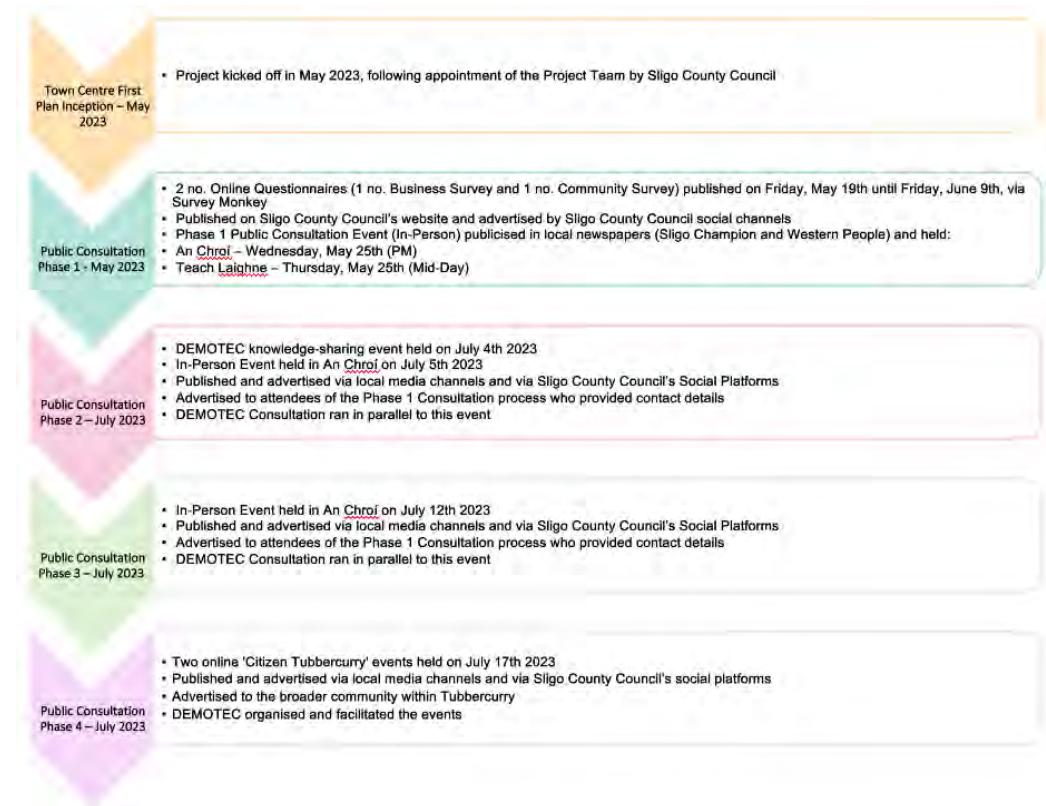 Town Centre First
Plan Inception – May
2023
• Project kicked off in May 2023, following appointment of the Project Team by Sligo County Council
Public Consultation
Phase 1 - May 2023
• 2 no. Online Questionnaires (1 no. Business Survey and 1 no. Community Survey) published on Friday, May 19th until Friday, June 9th, via
Survey Monkey
• Published on Sligo County Council's website and advertised by Sligo County Council social channels
• Phase 1 Public Consultation Event (In-Person) publicised in local newspapers (Sligo Champion and Western People) and held:
• An Chroí – Wednesday, May 25th (PM)
• Teach Laighne – Thursday, May 25th (Mid-Day)
Public Consultation
Phase 2 – July 2023
• DEMOTEC knowledge-sharing event held on July 4th 2023
• In-Person Event held in An Chroí on July 5th 2023
• Published and advertised via local media channels and via Sligo County Council's Social Platforms
• Advertised to attendees of the Phase 1 Consultation process who provided contact details
• DEMOTEC Consultation ran in parallel to this event
Public Consultation
Phase 3 – July 2023
• In-Person Event held in An Chroí on July 12th 2023
• Published and advertised via local media channels and via Sligo County Council's Social Platforms
• Advertised to attendees of the Phase 1 Consultation process who provided contact details
• DEMOTEC Consultation ran in parallel to this event
Public Consultation
Phase 4 – July 2023
• Two online 'Citizen Tubbercurry' events held on July 17th 2023
• Published and advertised via local media channels and via Sligo County Council's social platforms
• Advertised to the broader community within Tubbercurry
• DEMOTEC organised and facilitated the events